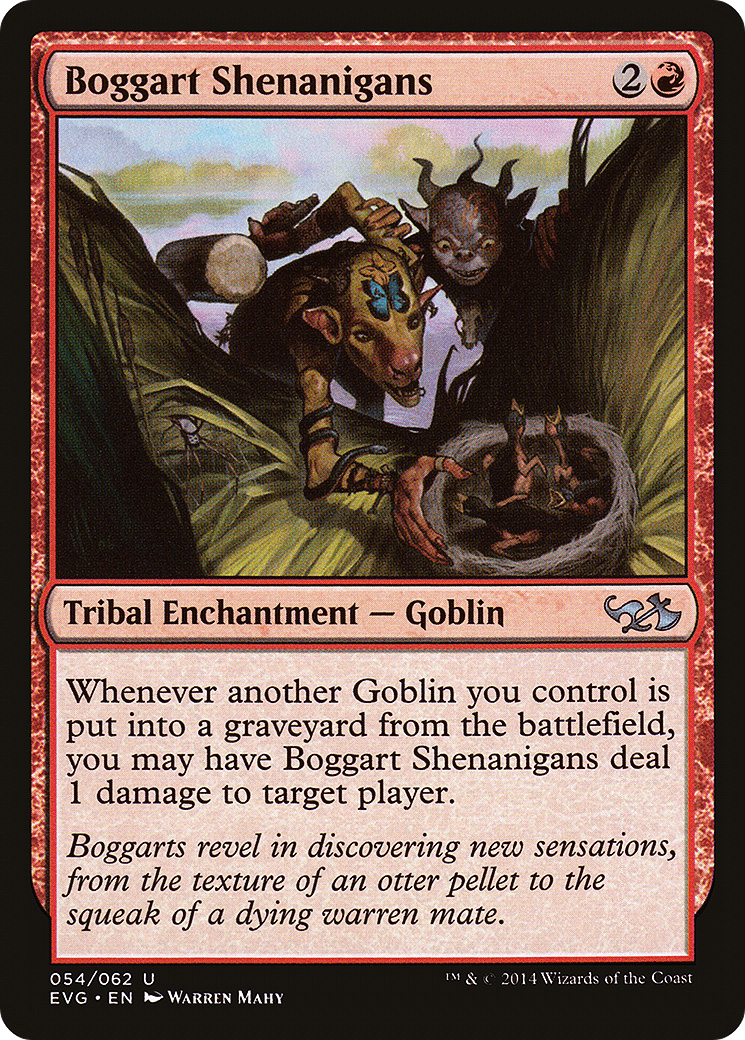 Boggart Shenanigans 2
Tribal Enchantment — Goblin
Whenever another Goblin you control is
put into a graveyard from the battlefield,
you may have Boggart Shenanigans deal
1 damage to target player.
Boggarts revel in discovering new sensations,
from the texture of an otter pellet to the
squeak of a dying warren mate.
054/062 U
™ & © 2014 Wizards of the Coast
EVG • EN Warren Mahy